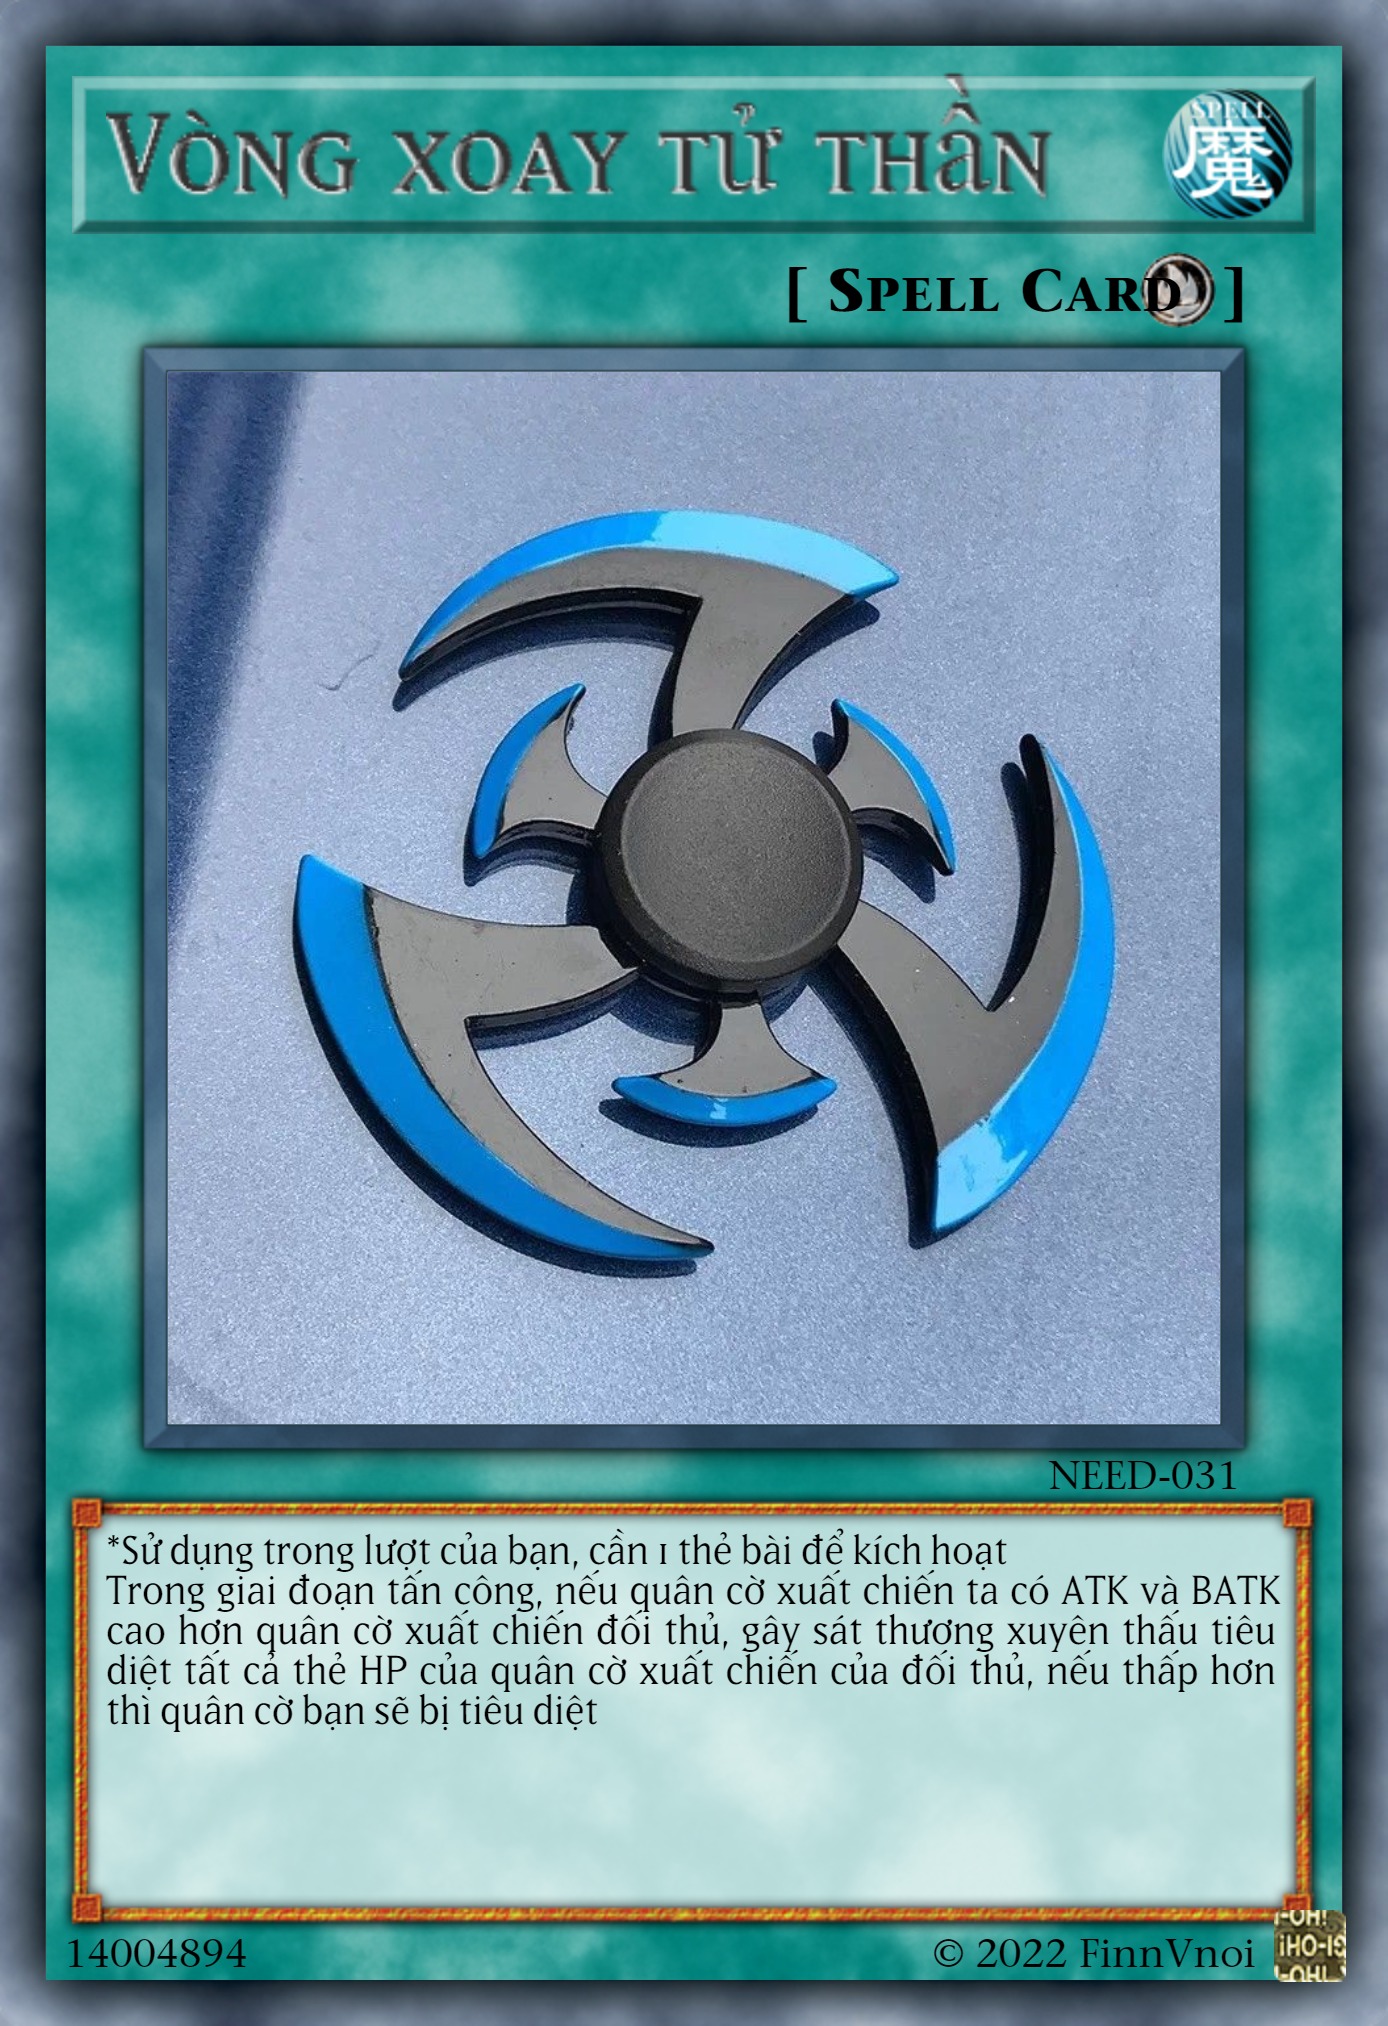 Vòng xoay tử thần
SPELL
魔
[ Spell Card ]
NEED-031
*Sử dụng trong lượt của bạn, cần 1 thẻ bài để kích hoạt
Trong giai đoạn tấn công, nếu quân cờ xuất chiến ta có ATK và BATK
cao hơn quân cờ xuất chiến đối thủ, gây sát thương xuyên thấu tiêu
diệt tất cả thẻ HP của quân cờ xuất chiến của đối thủ, nếu thấp hơn
thì quân cờ bạn sẽ bị tiêu diệt
14004894
© 2022 FinnVnoi